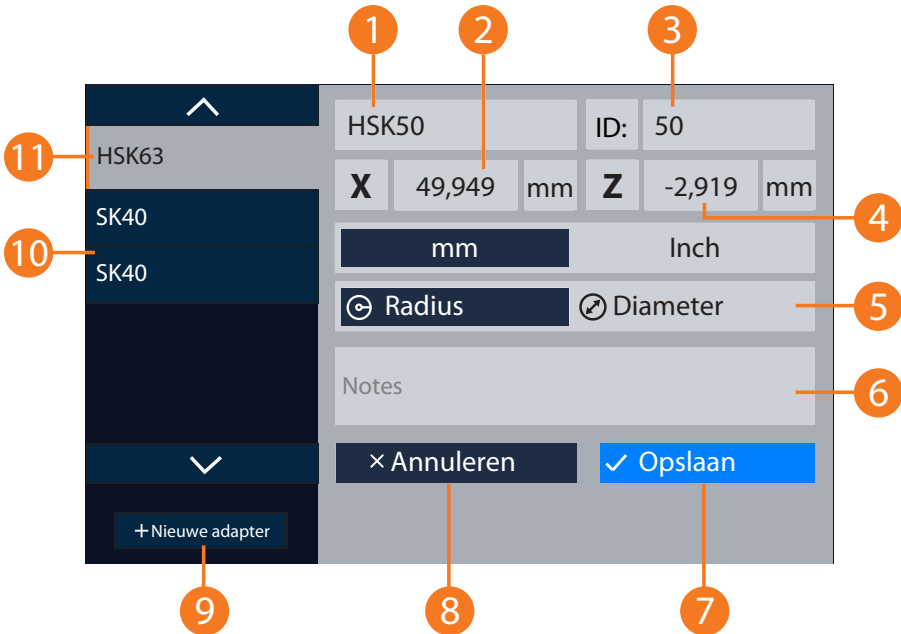 1 2 3
HSK50 ID: 50
11 HSK63
X 49,949 mm Z -2,919 mm
4
SK40
10
mm Inch
SK40
Radius Diameter 5
Notes 6
× Annuleren ✓ Opslaan
+ Nieuwe adapter
9 8 7